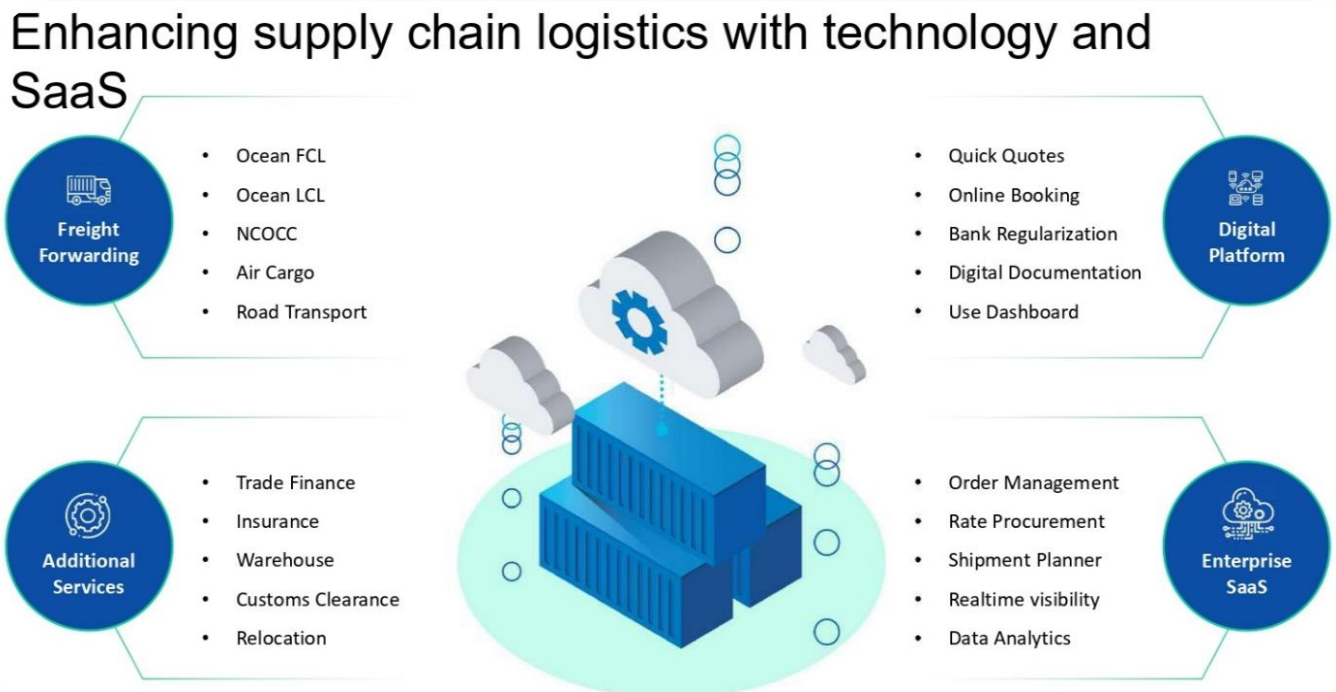 Enhancing supply chain logistics with technology and
SaaS
Freight
Forwarding
• Ocean FCL
• Ocean LCL
• NCOCC
• Air Cargo
• Road Transport
Digital
Platform
• Quick Quotes
• Online Booking
• Bank Regularization
• Digital Documentation
• Use Dashboard
Additional
Services
• Trade Finance
• Insurance
• Warehouse
• Customs Clearance
• Relocation
Enterprise
SaaS
• Order Management
• Rate Procurement
• Shipment Planner
• Realtime visibility
• Data Analytics